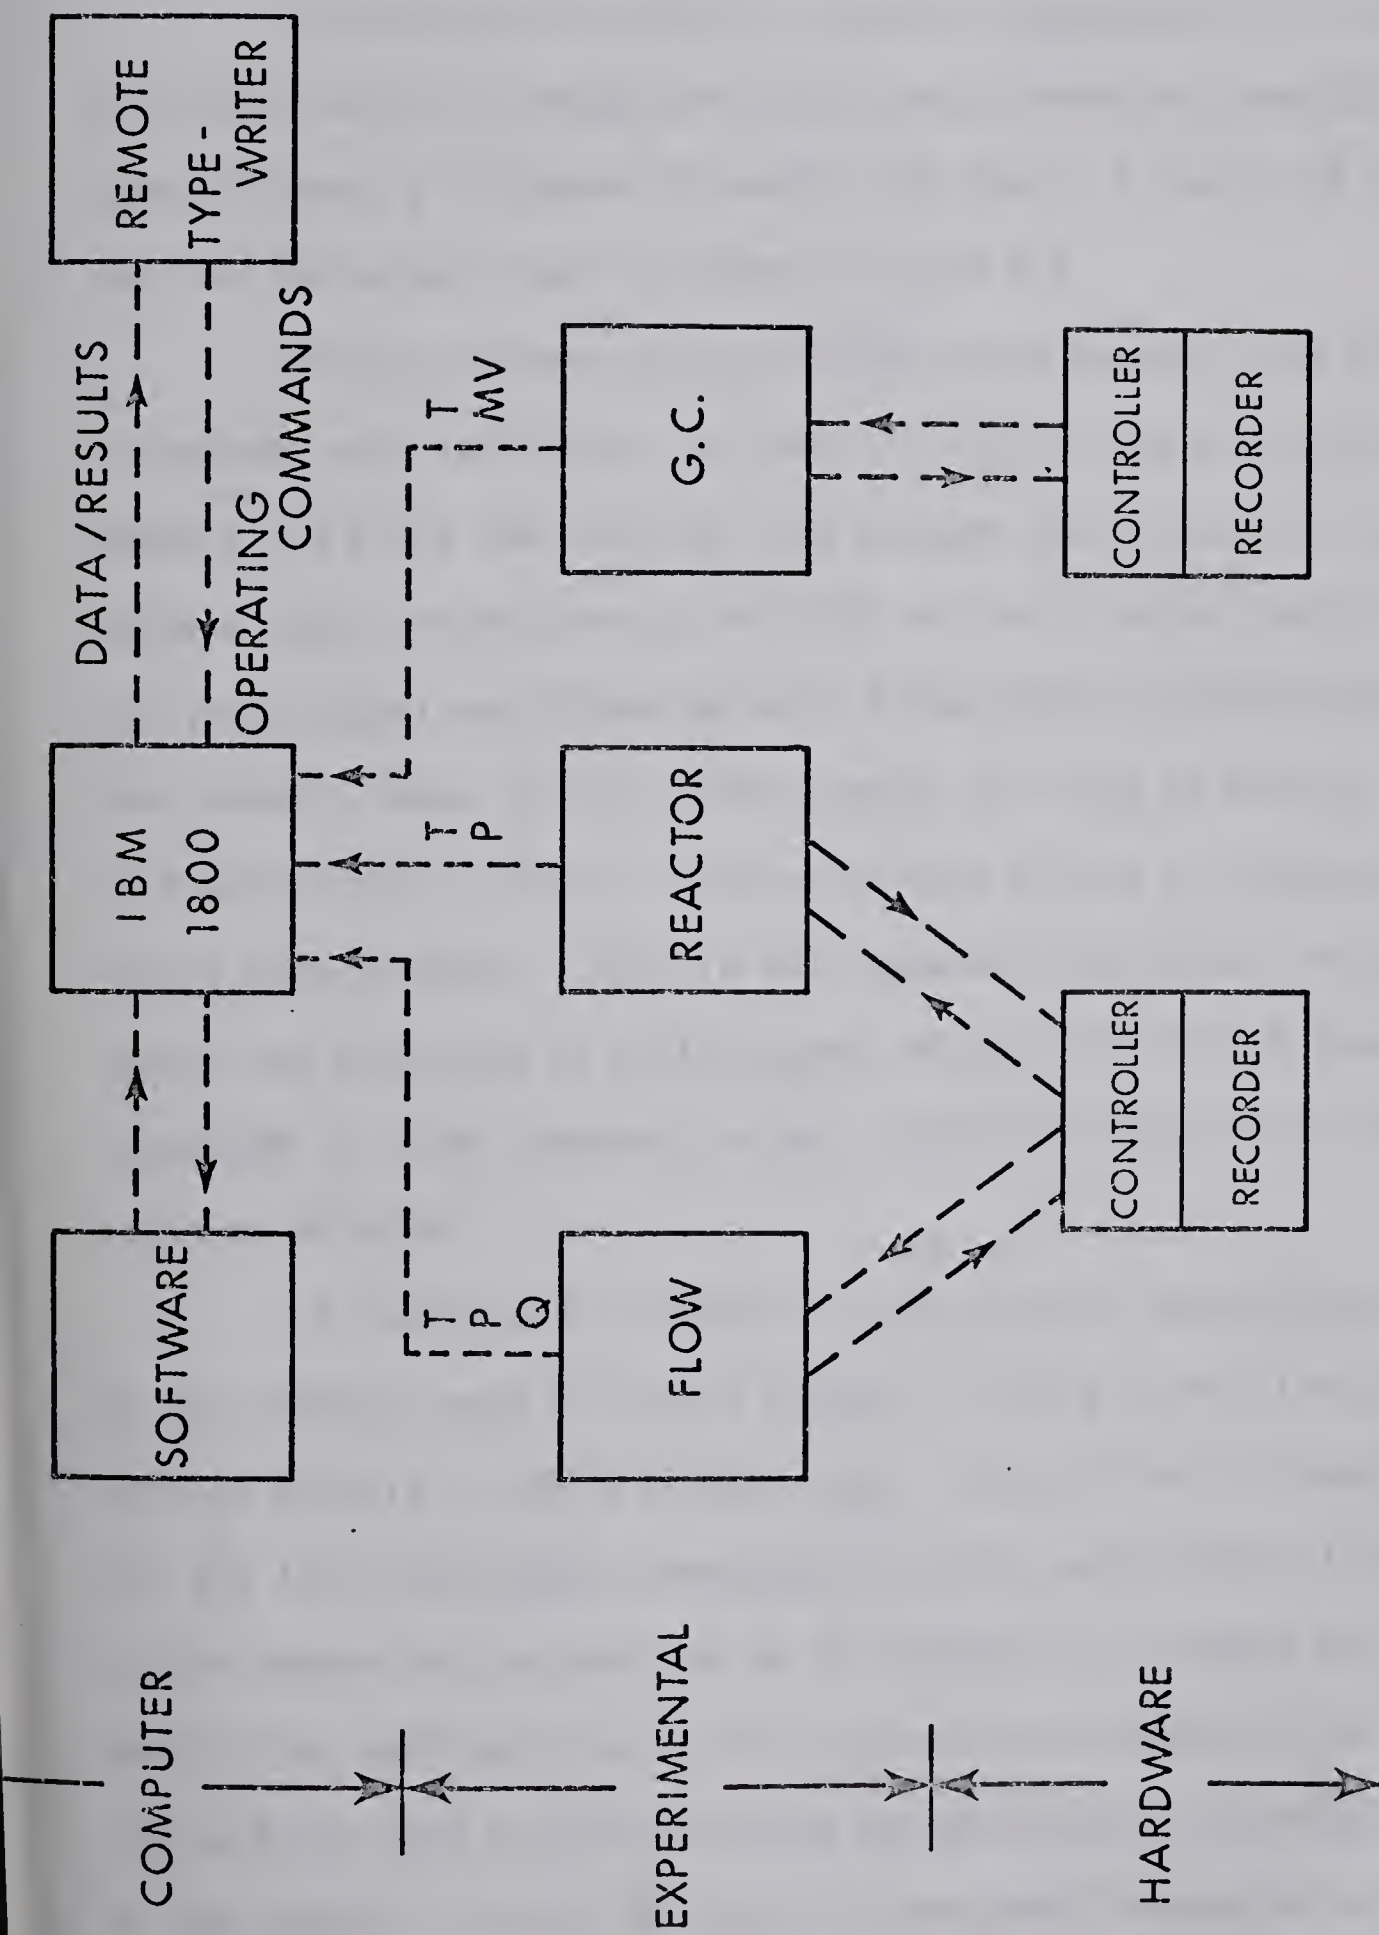 COMPUTER
SOFTWARE
IBM
1800
DATA/RESULTS
OPERATING
COMMANDS
REMOTE
TYPE-
WRITER
EXPERIMENTAL
T
P
Q
FLOW
T
P
REACTOR
T
MV
G.C.
HARDWARE
CONTROLLER
RECORDER
CONTROLLER
RECORDER